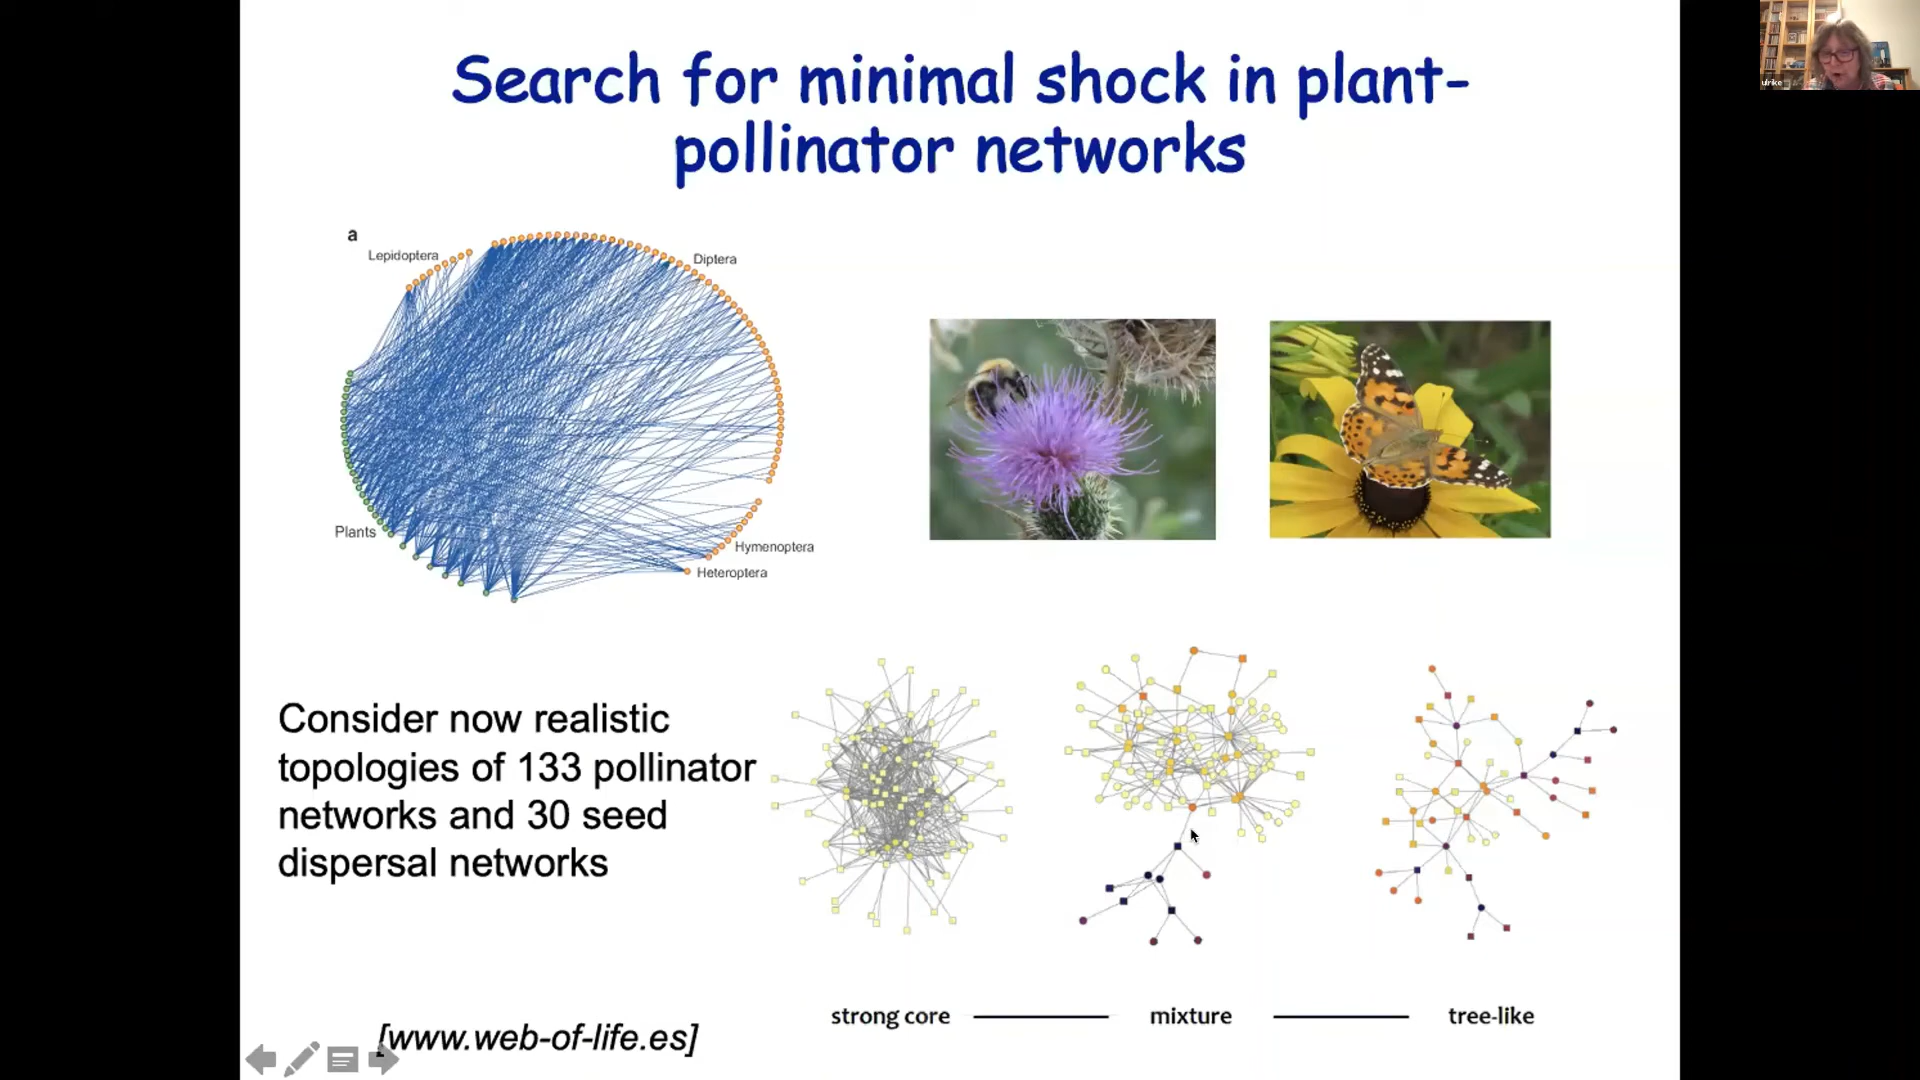 Search for minimal shock in plant-
pollinator networks
a
Lepidoptera
Diptera
Plants
Hymenoptera
Heteroptera
Consider now realistic
topologies of 133 pollinator
networks and 30 seed
dispersal networks
strong core
mixture
tree-like
[www.web-of-life.es]
ulrike